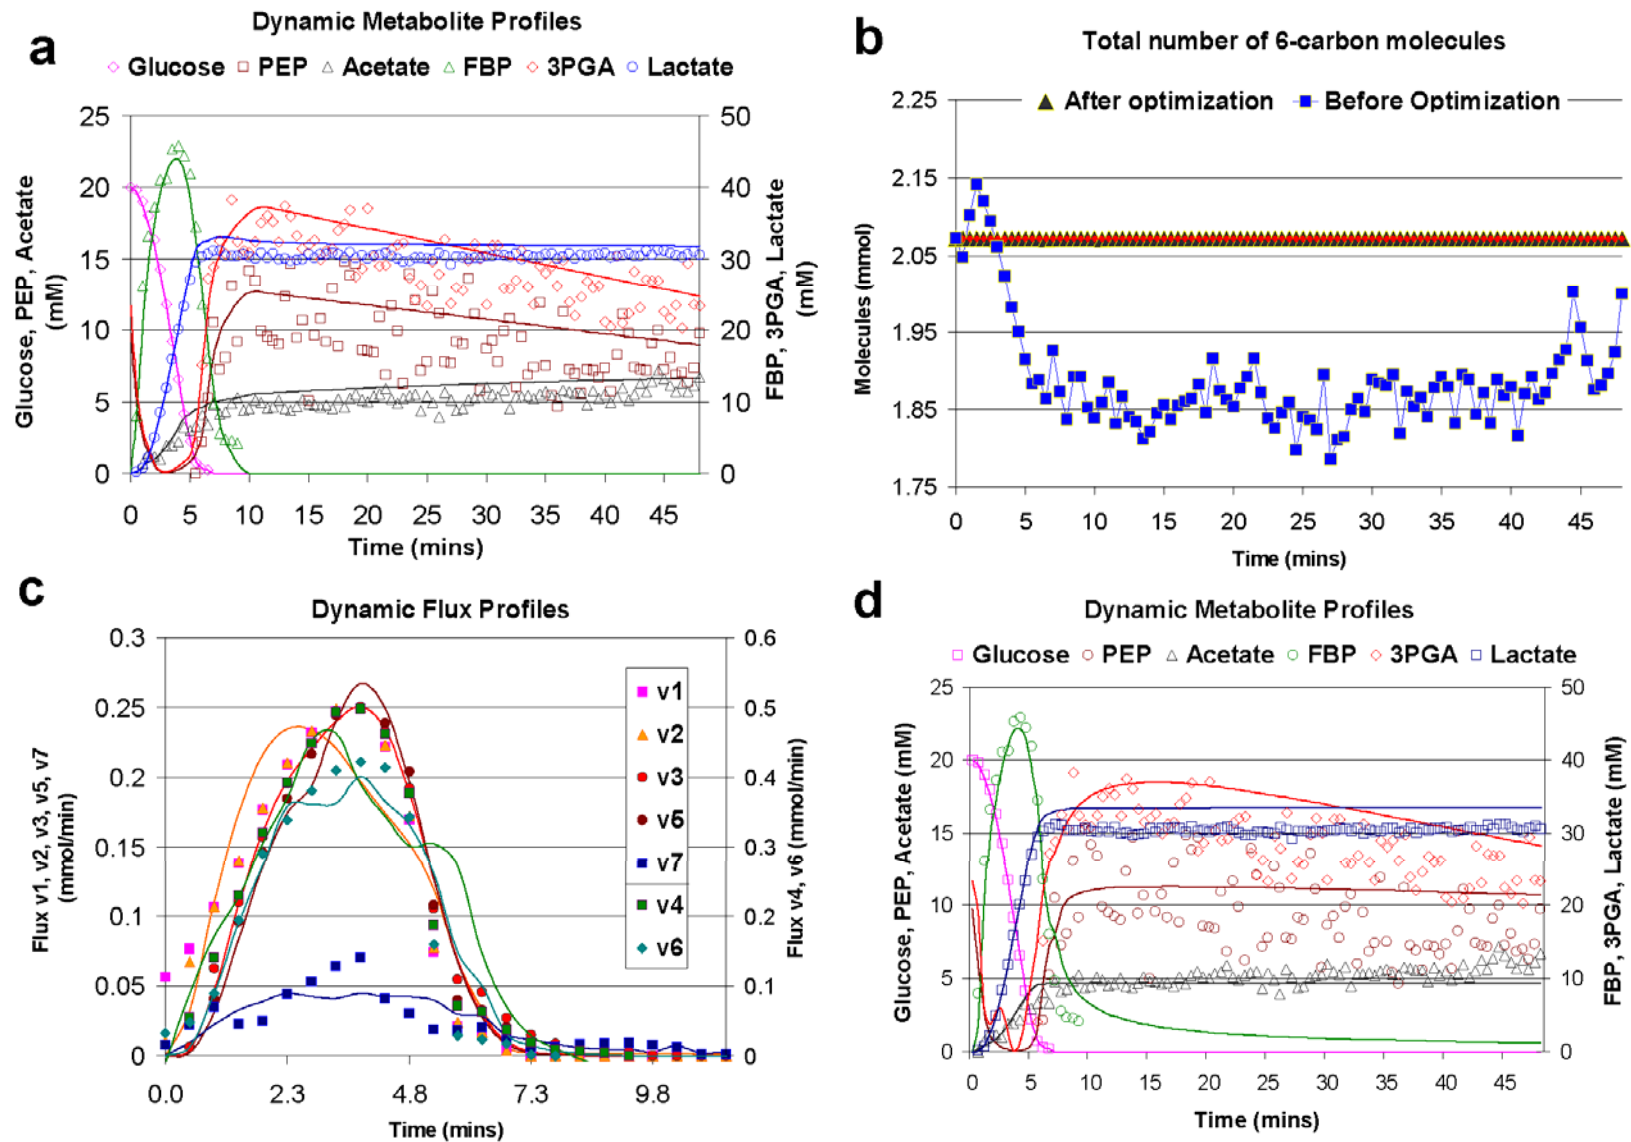 a
Dynamic Metabolite Profiles
Glucose PEP Acetate FBP 3PGA Lactate
25
20
15
10
5
0
50
40
30
20
10
0
0 5 10 15 20 25 30 35 40 45
Glucose, PEP, Acetate
(mM)
FBP, 3PGA, Lactate
(mM)
Time (mins)
b
Total number of 6-carbon molecules
After optimization Before Optimization
2.25
2.15
2.05
1.95
1.85
1.75
0 5 10 15 20 25 30 35 40 45
Molecules (mmol)
Time (mins)
c
Dynamic Flux Profiles
0.3
0.25
0.2
0.15
0.1
0.05
0
0.6
0.5
0.4
0.3
0.2
0.1
0
v1
v2
v3
v5
v7
v4
v6
0.0 2.3 4.8 7.3 9.8
Flux v1, v2, v3, v5, v7
(mmol/min)
Flux v4, v6 (mmol/min)
Time (mins)
d
Dynamic Metabolite Profiles
Glucose PEP Acetate FBP 3PGA Lactate
25
20
15
10
5
0
50
40
30
20
10
0
0 5 10 15 20 25 30 35 40 45
Glucose, PEP, Acetate (mM)
FBP, 3PGA, Lactate (mM)
Time (mins)